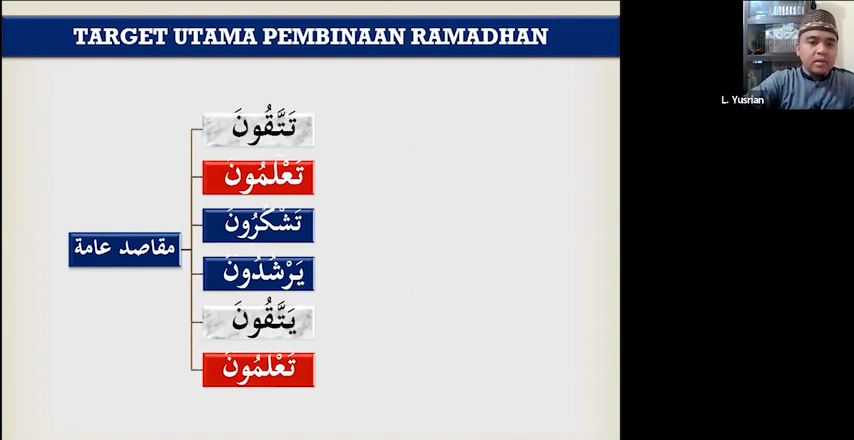 TARGET UTAMA PEMBINAAN RAMADHAN
L. Yusrian
تَتَّقُونَ
تَعْلَمُونَ
تَشْكُرُونَ
مقاصد عامة
يَرْشُدُونَ
يَتَّقُونَ
تَعْلَمُونَ